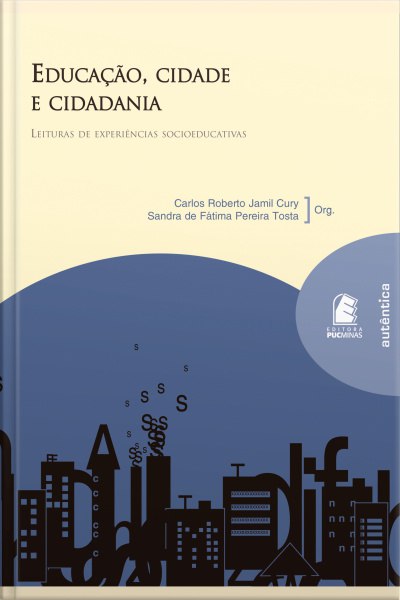 EDUCAÇÃO, CIDADE
E CIDADANIA
LEITURAS DE EXPERIÊNCIAS SOCIOEDUCATIVAS
Carlos Roberto Jamil Cury
Sandra de Fátima Pereira Tosta
Org.
EDITORA
PUCMINAS
autêntica